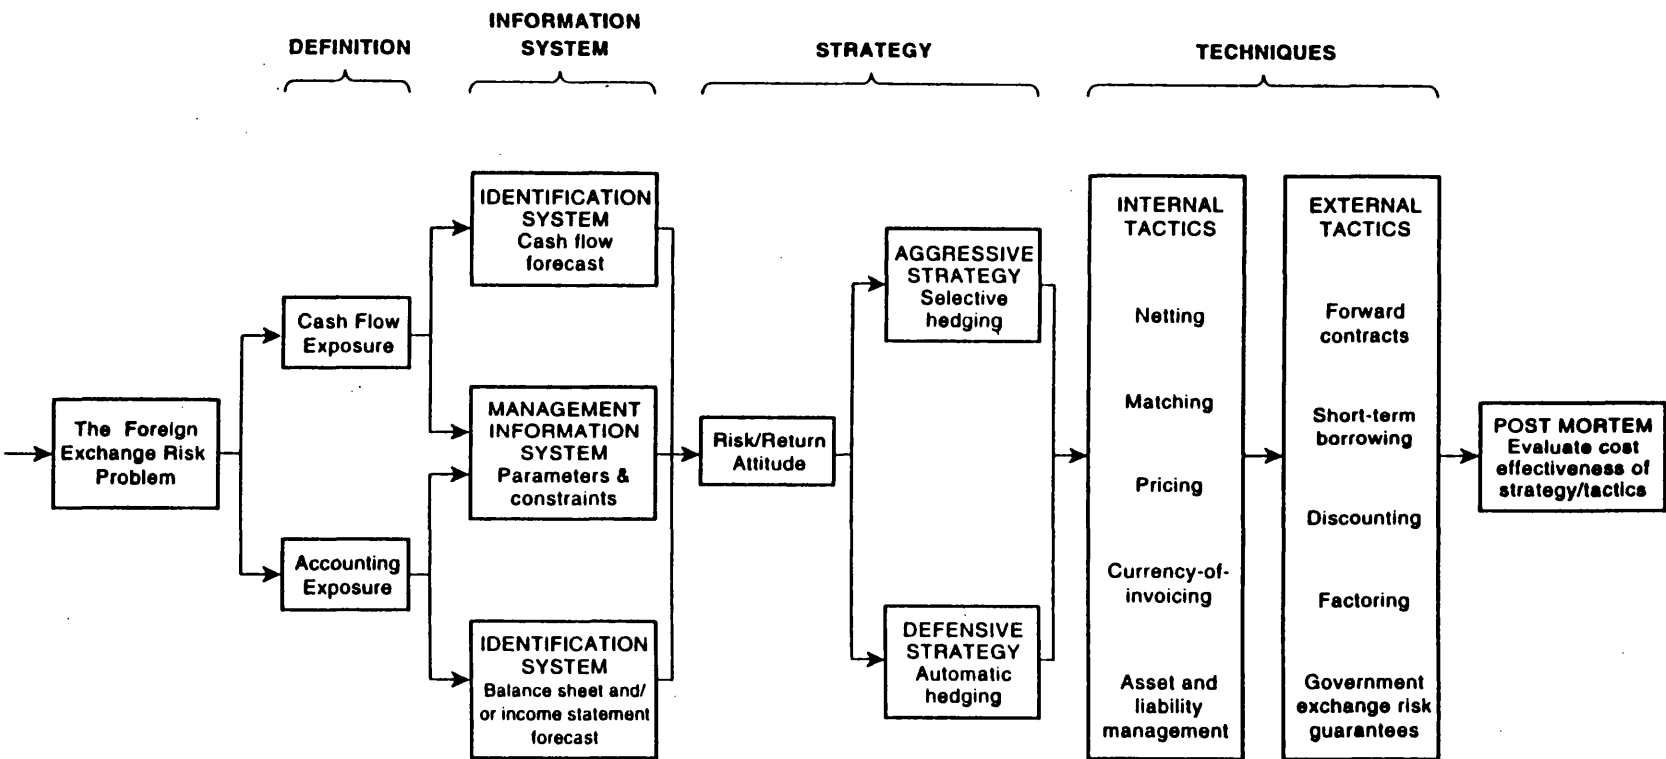 DEFINITION
INFORMATION
SYSTEM
STRATEGY
TECHNIQUES
The Foreign
Exchange Risk
Problem
Cash Flow
Exposure
Accounting
Exposure
IDENTIFICATION
SYSTEM
Cash flow
forecast
MANAGEMENT
INFORMATION
SYSTEM
Parameters &
constraints
IDENTIFICATION
SYSTEM
Balance sheet and/
or income statement
forecast
Risk/Return
Attitude
AGGRESSIVE
STRATEGY
Selective
hedging
DEFENSIVE
STRATEGY
Automatic
hedging
INTERNAL
TACTICS
Netting
Matching
Pricing
Currency-of-
invoicing
Asset and
liability
management
EXTERNAL
TACTICS
Forward
contracts
Short-term
borrowing
Discounting
Factoring
Government
exchange risk
guarantees
POST MORTEM
Evaluate cost
effectiveness of
strategy/tactics